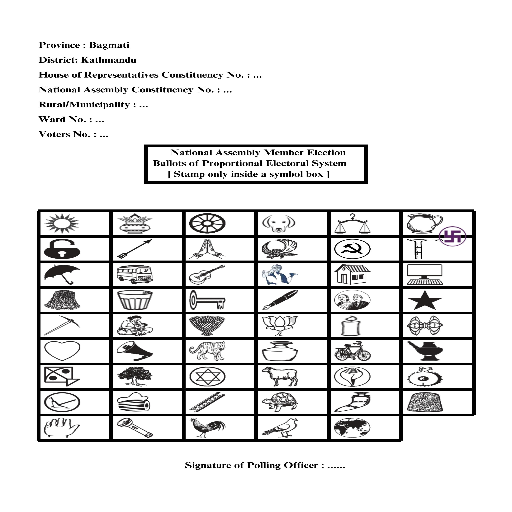 Province : Bagmati
District: Kathmandu
House of Representatives Constituency No. : ...
National Assembly Constituency No. : ...
Rural/Municipality : ...
Ward No. : ...
Voters No. : ...
National Assembly Member Election
Ballots of Proportional Electoral System
[ Stamp only inside a symbol box ]
Signature of Polling Officer : ......